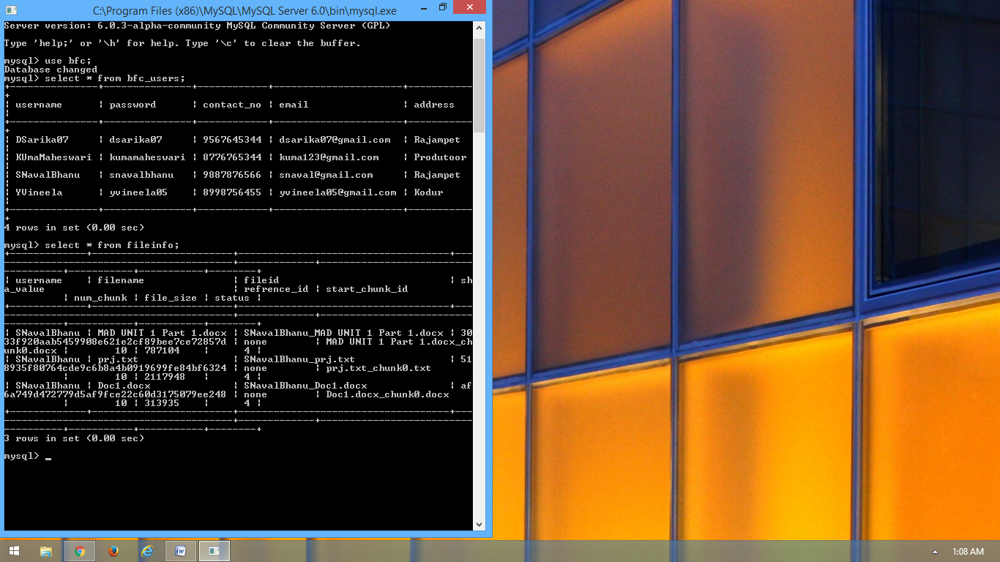 C:\Program Files (x86)\MySQL\MySQL Server 6.0\bin\mysql.exe
Server version: 6.0.3-alpha-community MySQL Community Server (GPL)
Type 'help;' or '\h' for help. Type '\c' to clear the buffer.
mysql> use bfc;
Database changed
mysql> select * from bfc_users;
| username | password | contact_no | email | address
|
| DSarika07 | dsarika07 | 9567645344 | dsarika07@gmail.com | Rajampet
|
| KUmaMaheswari | kumamaheswari | 8776765344 | kuma123@gmail.com | Produtoor
|
| SNavalBhanu | snavalbhanu | 9887876566 | snaval@gmail.com | Rajampet
|
| YVineela | yvineela05 | 8998756455 | yvineela05@gmail.com | Kodur
|
4 rows in set (0.00 sec)
mysql> select * from fileinfo;
| username | filename | fileid | sh
a_value | refrence_id | start_chunk_id
| num_chunk | file_size | status |
| SNavalBhanu | MAD UNIT 1 Part 1.docx | SNavalBhanu_MAD UNIT 1 Part 1.docx | 30
33f920aab5459908e621e2cf89bee7ce72857d | none | MAD UNIT 1 Part 1.docx_ch
unk0.docx | 10 | 787104 | 4 |
| SNavalBhanu | prj.txt | SNavalBhanu_prj.txt | 51
8935f80764cde9c6b8a4b0919699fe84bf6324 | none | prj.txt_chunk0.txt
| 10 | 2117948 | 4 |
| SNavalBhanu | Doc1.docx | SNavalBhanu_Doc1.docx | af
6a749d472779d5af9fce22c60d3175079ee248 | none | Doc1.docx_chunk0.docx
| 10 | 313935 | 4 |
3 rows in set (0.00 sec)
mysql> _
1:08 AM